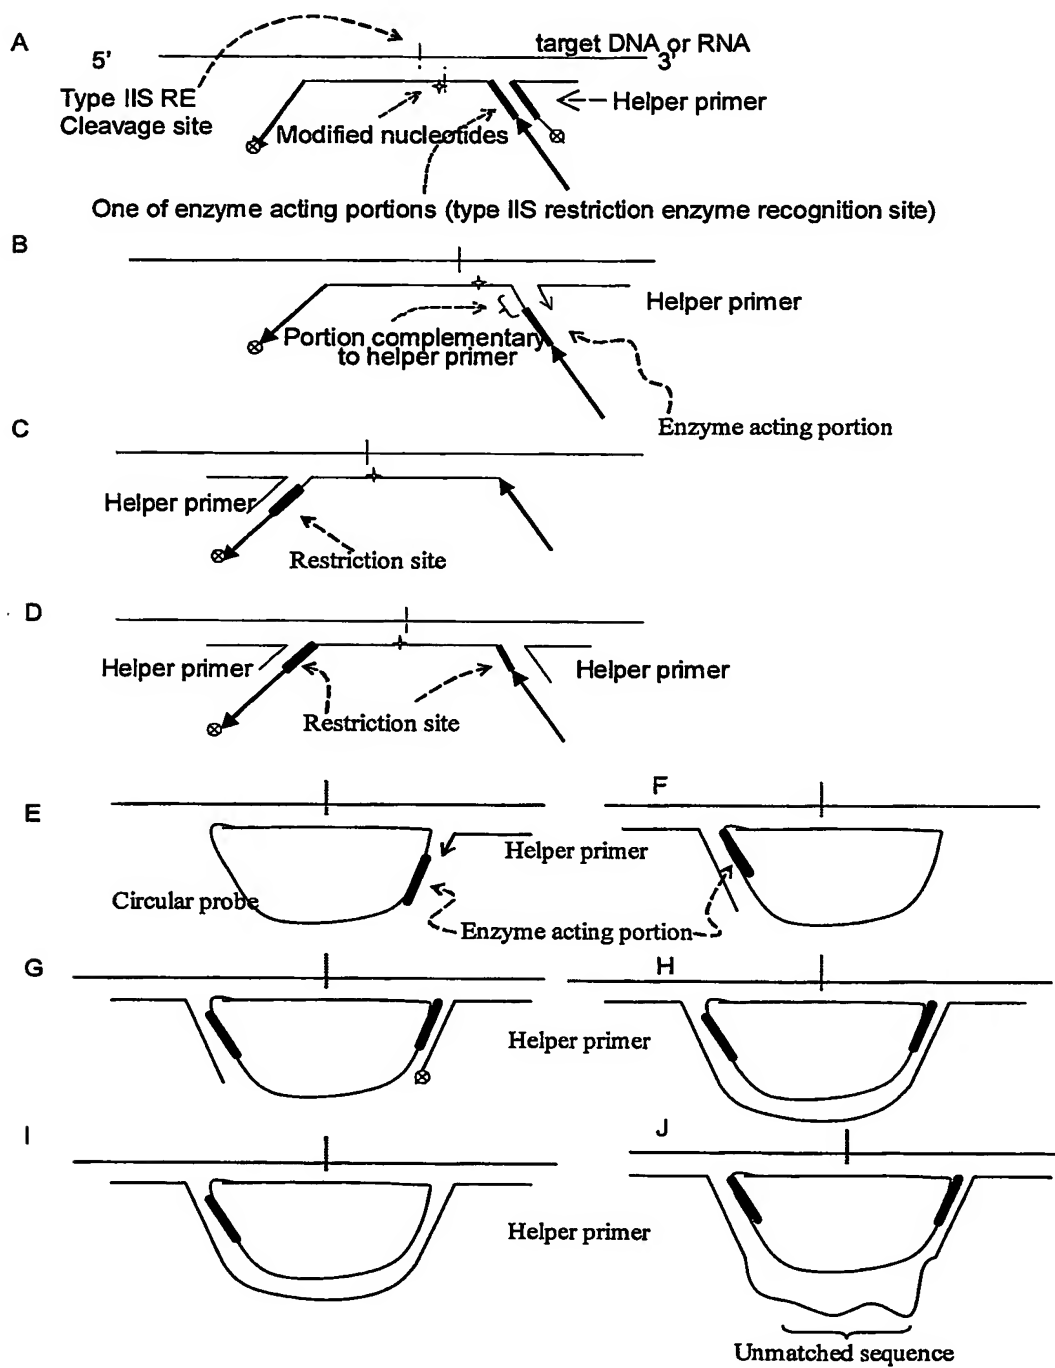 A
target DNA or RNA
5'
3'
Type IIS RE
Cleavage site
Modified nucleotides
Helper primer
One of enzyme acting portions (type IIS restriction enzyme recognition site)
B
Helper primer
Portion complementary
to helper primer
Enzyme acting portion
C
Helper primer
Restriction site
D
Helper primer
Helper primer
Restriction site
E
F
Helper primer
Circular probe
Enzyme acting portion
G
H
Helper primer
I
J
Helper primer
Unmatched sequence